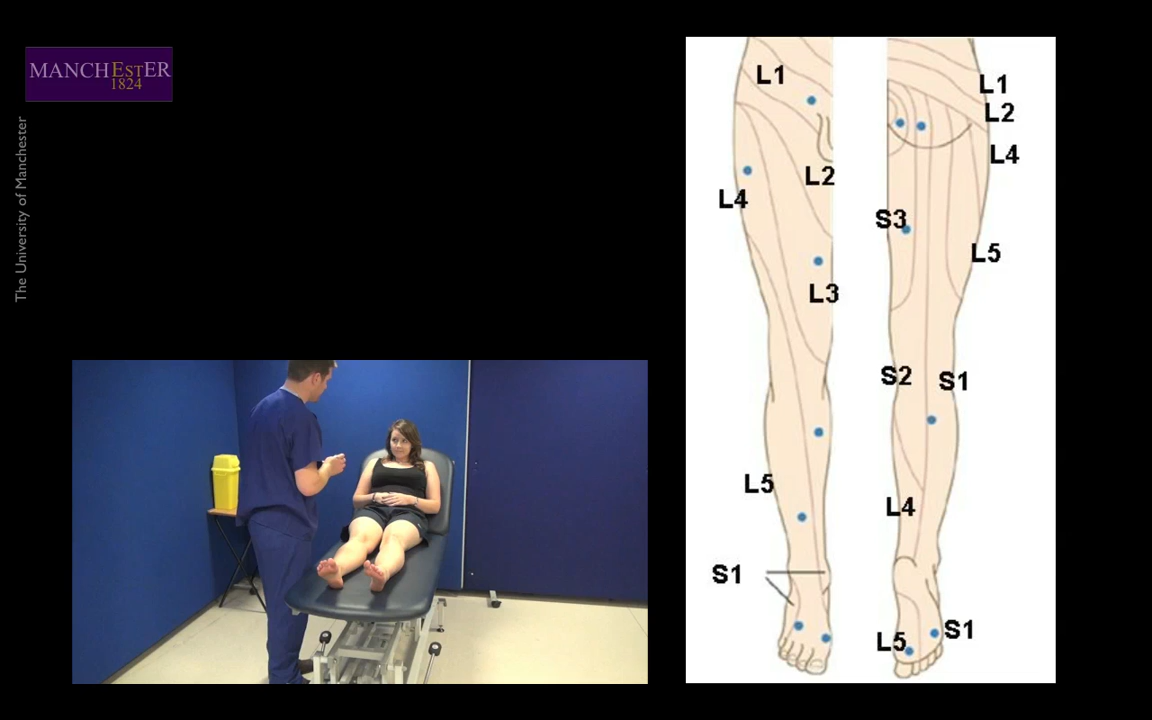 MANCHESTER
1824
The University of Manchester
L1
L2
L4
L3
L5
S1
L1
L2
L4
S3
L5
S2
S1
L4
S1
L5